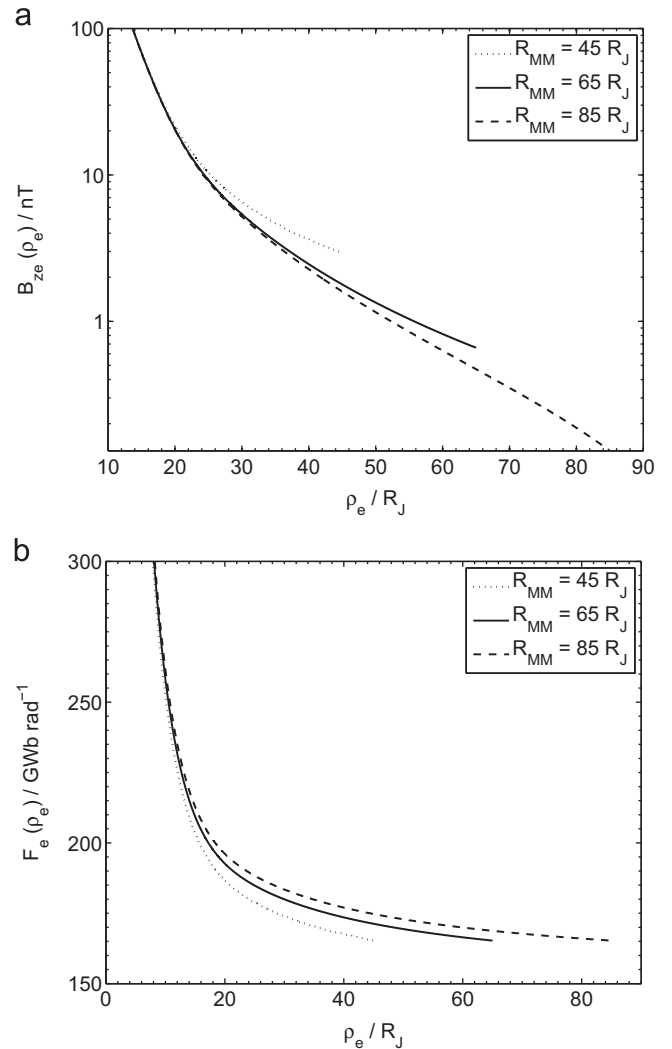 a
100
10
1
B_ze (ρ_e) / nT
R_MM = 45 R_J
R_MM = 65 R_J
R_MM = 85 R_J
10 20 30 40 50 60 70 80 90
ρ_e / R_J
b
300
250
200
150
F_e (ρ_e) / GWb rad⁻¹
R_MM = 45 R_J
R_MM = 65 R_J
R_MM = 85 R_J
0 20 40 60 80
ρ_e / R_J